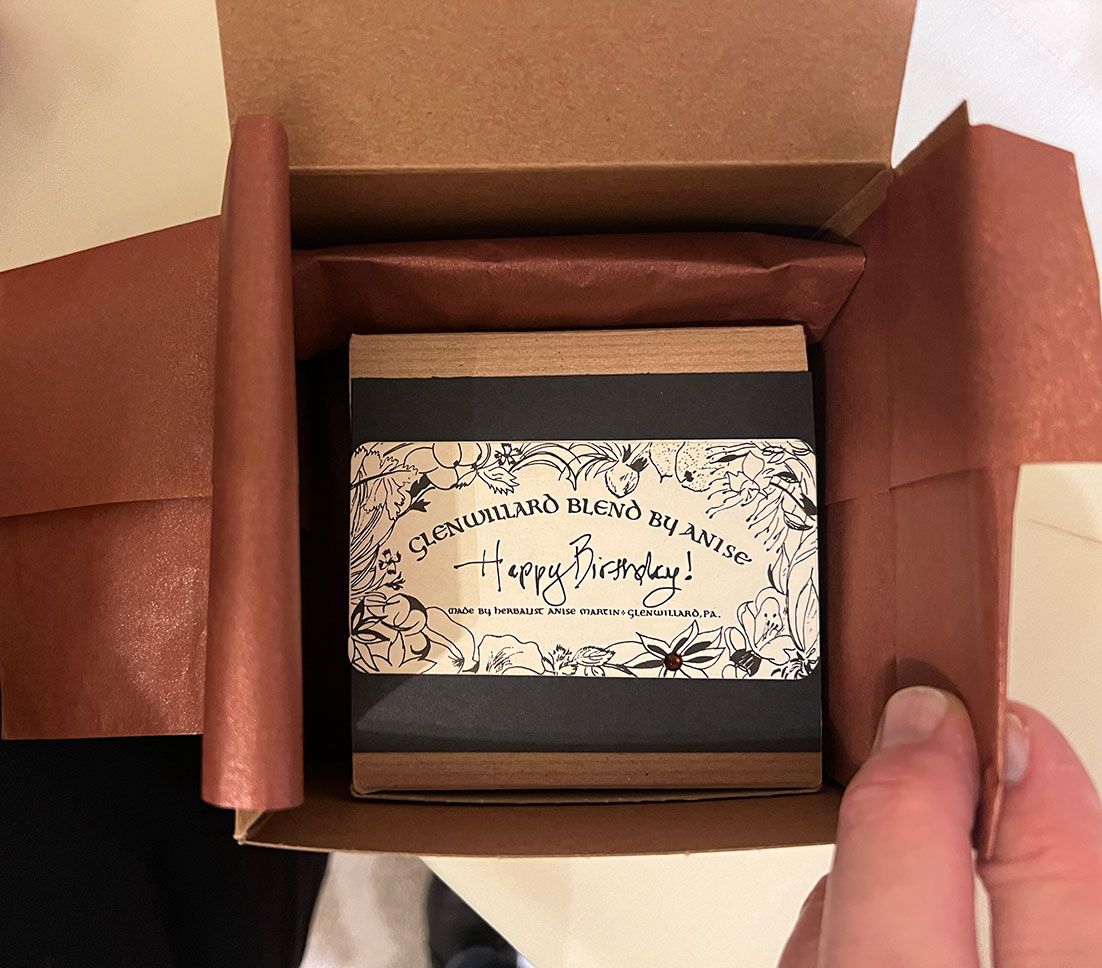 GLENWILLARD BLEND BY ANISE
Happy Birthday!
MADE BY HERBALIST ANISE MARTIN + GLENWILLARD, PA.